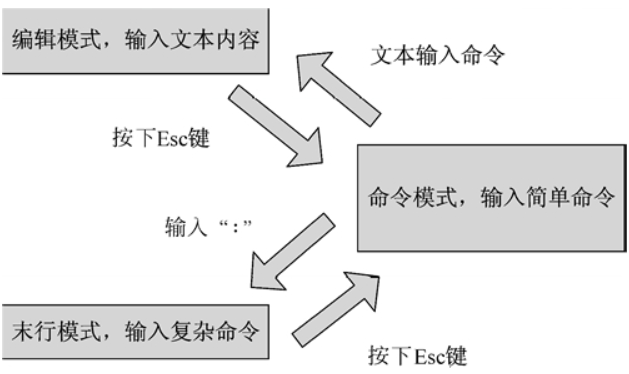 编辑模式，输入文本内容
文本输入命令
按下Esc键
命令模式，输入简单命令
输入“:”
末行模式，输入复杂命令
按下Esc键